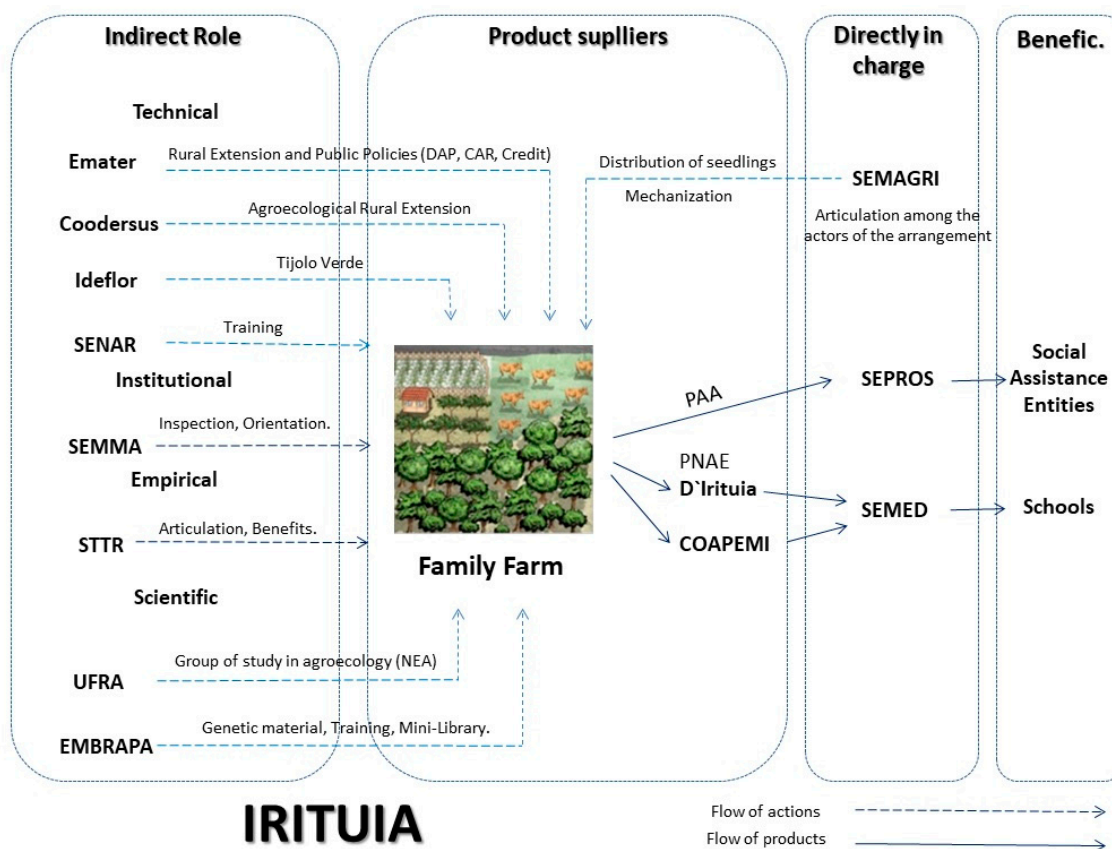 Indirect Role
Product suplliers
Directly in
charge
Benefic.
Technical
Emater
Rural Extension and Public Policies (DAP, CAR, Credit)
Distribution of seedlings
SEMAGRI
Mechanization
Coodersus
Agroecological Rural Extension
Articulation among the
actors of the arrangement
Ideflor
Tijolo Verde
SENAR
Training
Institutional
SEMMA
Inspection, Orientation.
Empirical
STTR
Articulation, Benefits.
Scientific
UFRA
Group of study in agroecology (NEA)
EMBRAPA
Genetic material, Training, Mini-Library.
Family Farm
PAA
SEPROS
Social
Assistance
Entities
PNAE
D`Irituia
COAPEMI
SEMED
Schools
IRITUIA
Flow of actions
Flow of products